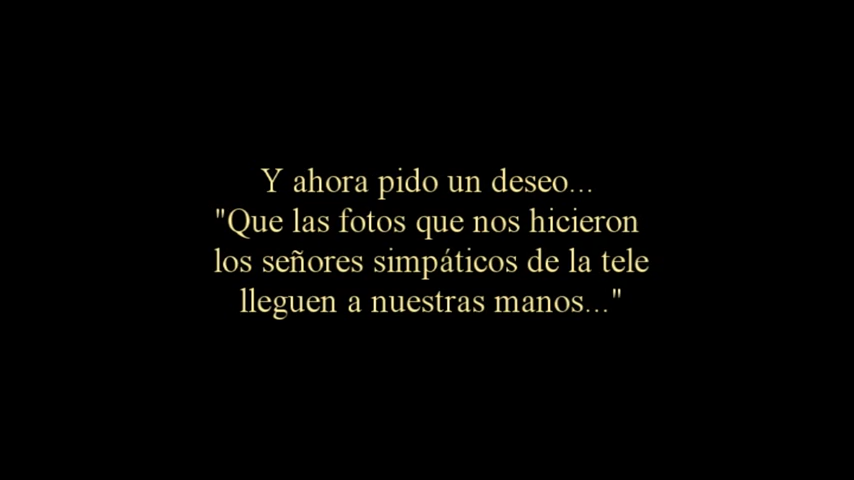 Y ahora pido un deseo...
"Que las fotos que nos hicieron
los señores simpáticos de la tele
lleguen a nuestras manos..."